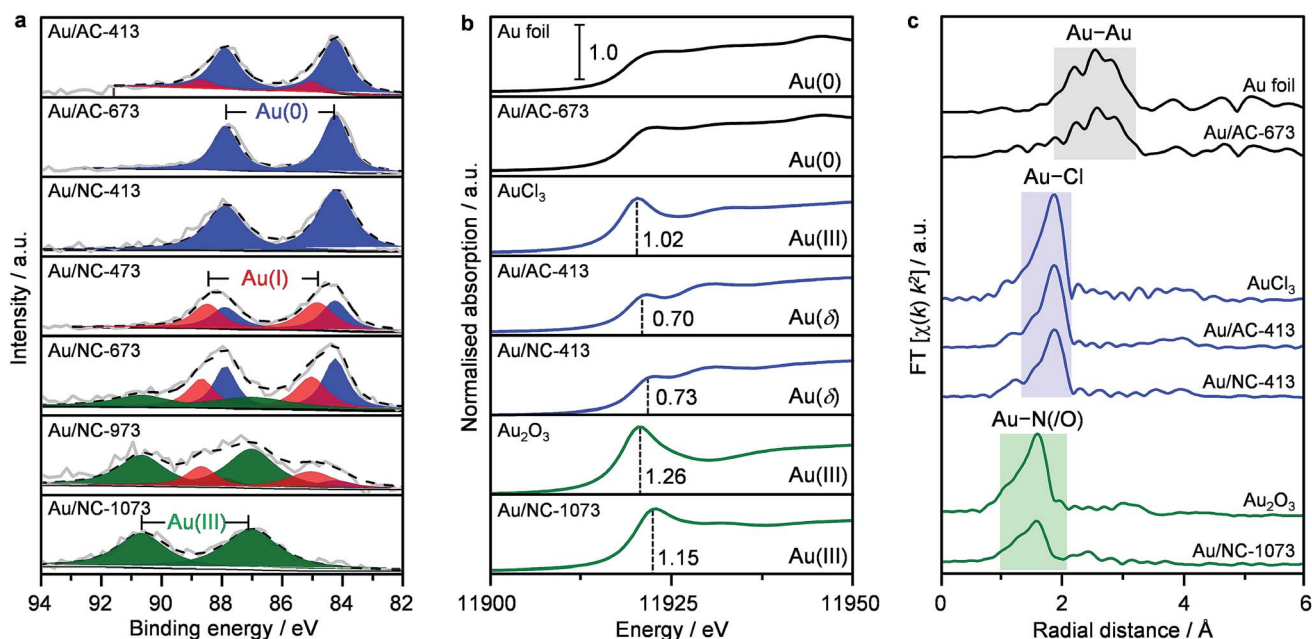 a
Au/AC-413
Au/AC-673
Au(0)
Au/NC-413
Au/NC-473
Au(I)
Au/NC-673
Au/NC-973
Au/NC-1073
Au(III)
Intensity / a.u.
94 92 90 88 86 84 82
Binding energy / eV
b
Au foil
1.0
Au(0)
Au/AC-673
Au(0)
AuCl₃
1.02
Au(III)
Au/AC-413
0.70
Au(δ)
Au/NC-413
0.73
Au(δ)
Au₂O₃
1.26
Au(III)
Au/NC-1073
1.15
Au(III)
Normalised absorption / a.u.
11900 11925 11950
Energy / eV
c
Au−Au
Au foil
Au/AC-673
Au−Cl
AuCl₃
Au/AC-413
Au/NC-413
Au−N(/O)
Au₂O₃
Au/NC-1073
FT [χ(k) k²] / a.u.
0 2 4 6
Radial distance / Å